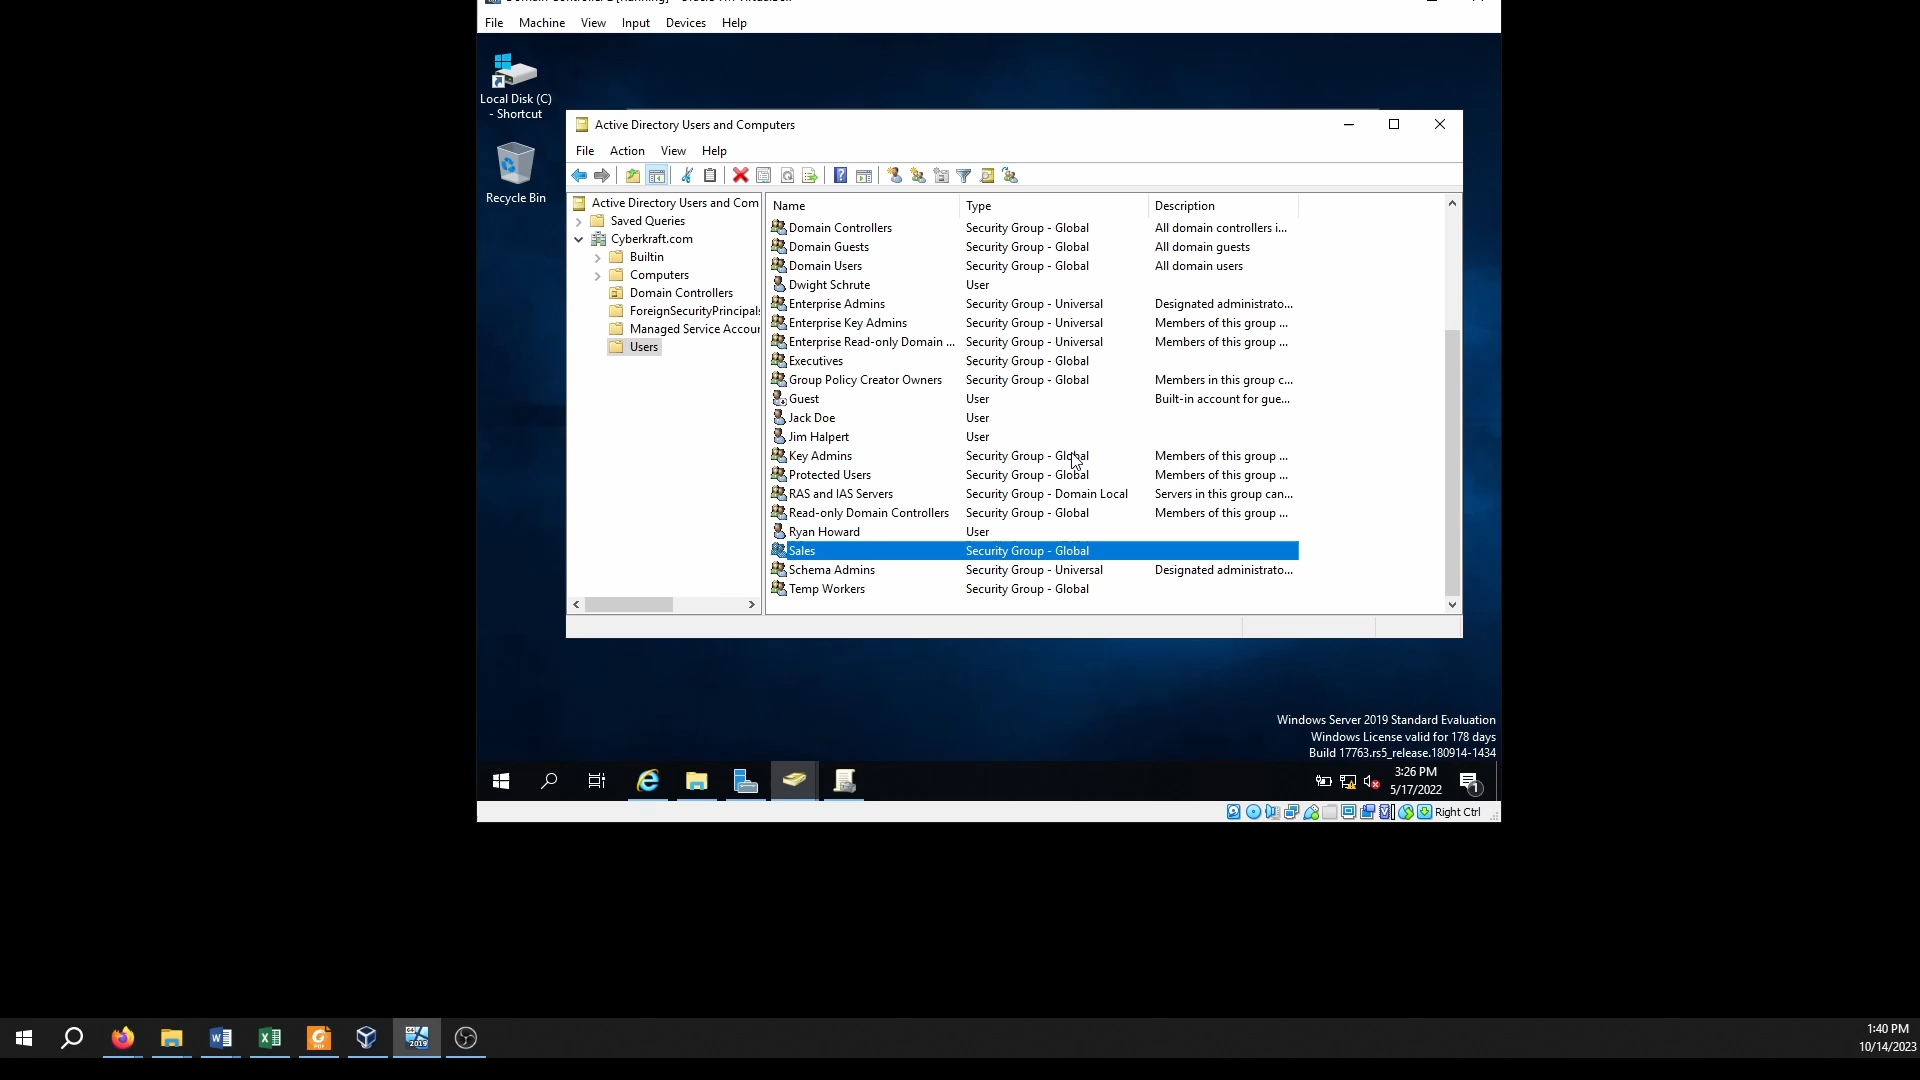 File Machine View Input Devices Help
Local Disk (C)
- Shortcut
Recycle Bin
Active Directory Users and Computers
File Action View Help
Active Directory Users and Com
Saved Queries
Cyberkraft.com
Builtin
Computers
Domain Controllers
ForeignSecurityPrincipals
Managed Service Accour
Users
Name Type Description
Domain Controllers Security Group - Global All domain controllers i...
Domain Guests Security Group - Global All domain guests
Domain Users Security Group - Global All domain users
Dwight Schrute User
Enterprise Admins Security Group - Universal Designated administrato...
Enterprise Key Admins Security Group - Universal Members of this group ...
Enterprise Read-only Domain ... Security Group - Universal Members of this group ...
Executives Security Group - Global
Group Policy Creator Owners Security Group - Global Members in this group c...
Guest User Built-in account for gue...
Jack Doe User
Jim Halpert User
Key Admins Security Group - Global Members of this group ...
Protected Users Security Group - Global Members of this group ...
RAS and IAS Servers Security Group - Domain Local Servers in this group can...
Read-only Domain Controllers Security Group - Global Members of this group ...
Ryan Howard User
Sales Security Group - Global
Schema Admins Security Group - Universal Designated administrato...
Temp Workers Security Group - Global
Windows Server 2019 Standard Evaluation
Windows License valid for 178 days
Build 17763.rs5_release.180914-1434
3:26 PM
5/17/2022
1
Right Ctrl
64
2019
1:40 PM
10/14/2023